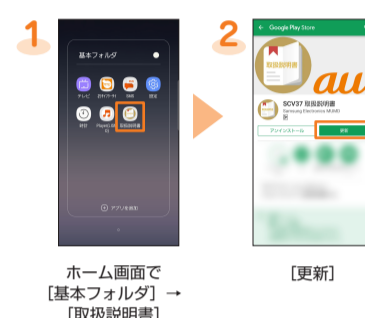 1
基本フォルダ
テレビ
設定
取扱説明書
アプリを追加
ホーム画面で
[基本フォルダ] →
[取扱説明書]
2
Google Play Store
取扱説明書
au
SCV37 取扱説明書
Samsung Electronics MUMD
アンインストール
更新
[更新]